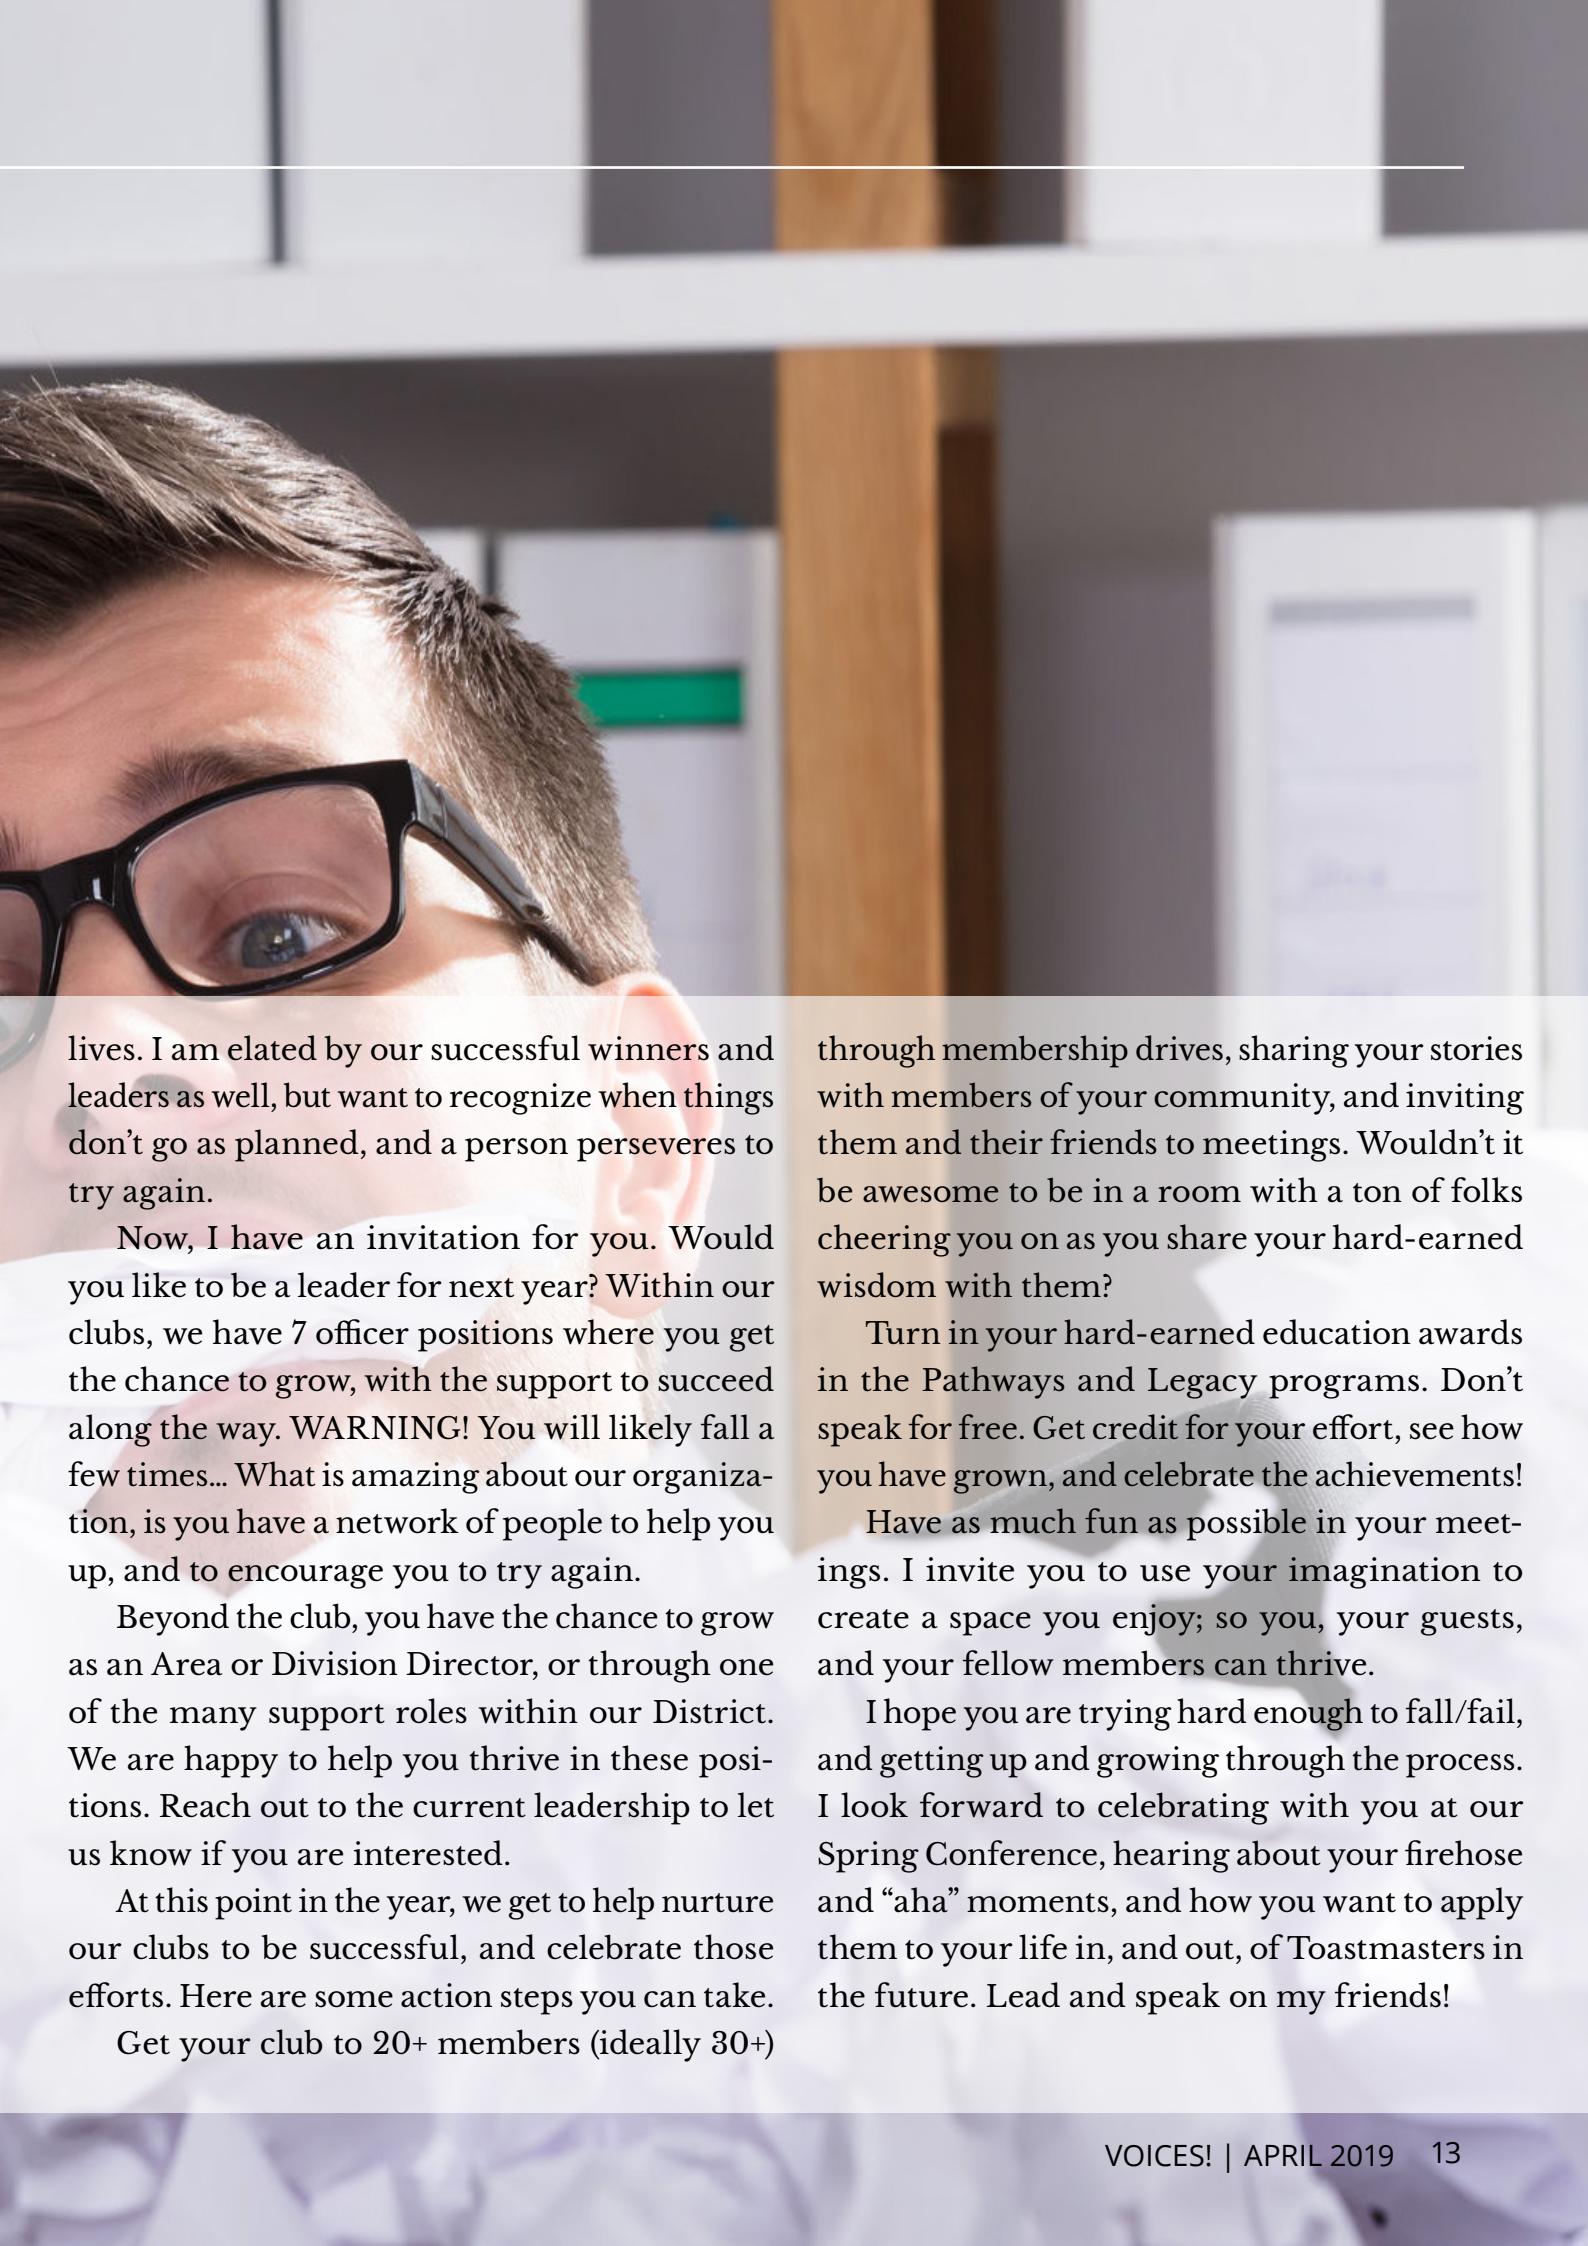 lives. I am elated by our successful winners and
leaders as well, but want to recognize when things
don’t go as planned, and a person perseveres to
try again.
Now, I have an invitation for you. Would
you like to be a leader for next year? Within our
clubs, we have 7 officer positions where you get
the chance to grow, with the support to succeed
along the way. WARNING! You will likely fall a
few times… What is amazing about our organiza-
tion, is you have a network of people to help you
up, and to encourage you to try again.
Beyond the club, you have the chance to grow
as an Area or Division Director, or through one
of the many support roles within our District.
We are happy to help you thrive in these posi-
tions. Reach out to the current leadership to let
us know if you are interested.
At this point in the year, we get to help nurture
our clubs to be successful, and celebrate those
efforts. Here are some action steps you can take.
Get your club to 20+ members (ideally 30+)
through membership drives, sharing your stories
with members of your community, and inviting
them and their friends to meetings. Wouldn’t it
be awesome to be in a room with a ton of folks
cheering you on as you share your hard-earned
wisdom with them?
Turn in your hard-earned education awards
in the Pathways and Legacy programs. Don’t
speak for free. Get credit for your effort, see how
you have grown, and celebrate the achievements!
Have as much fun as possible in your meet-
ings. I invite you to use your imagination to
create a space you enjoy; so you, your guests,
and your fellow members can thrive.
I hope you are trying hard enough to fall/fail,
and getting up and growing through the process.
I look forward to celebrating with you at our
Spring Conference, hearing about your firehose
and “aha” moments, and how you want to apply
them to your life in, and out, of Toastmasters in
the future. Lead and speak on my friends!
VOICES! | APRIL 2019 13